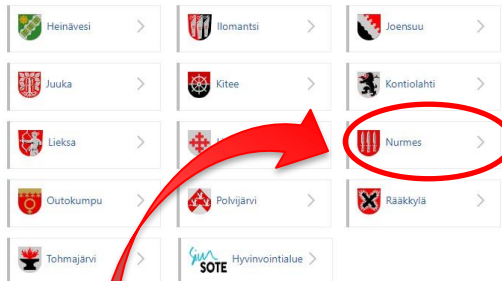 Heinävesi
Ilomantsi
Joensuu
Juuka
Kitee
Kontiolahti
Lieksa
Nurmes
Outokumpu
Polvijärvi
Rääkkylä
Tohmajärvi
Siun SOTE Hyvinvointialue